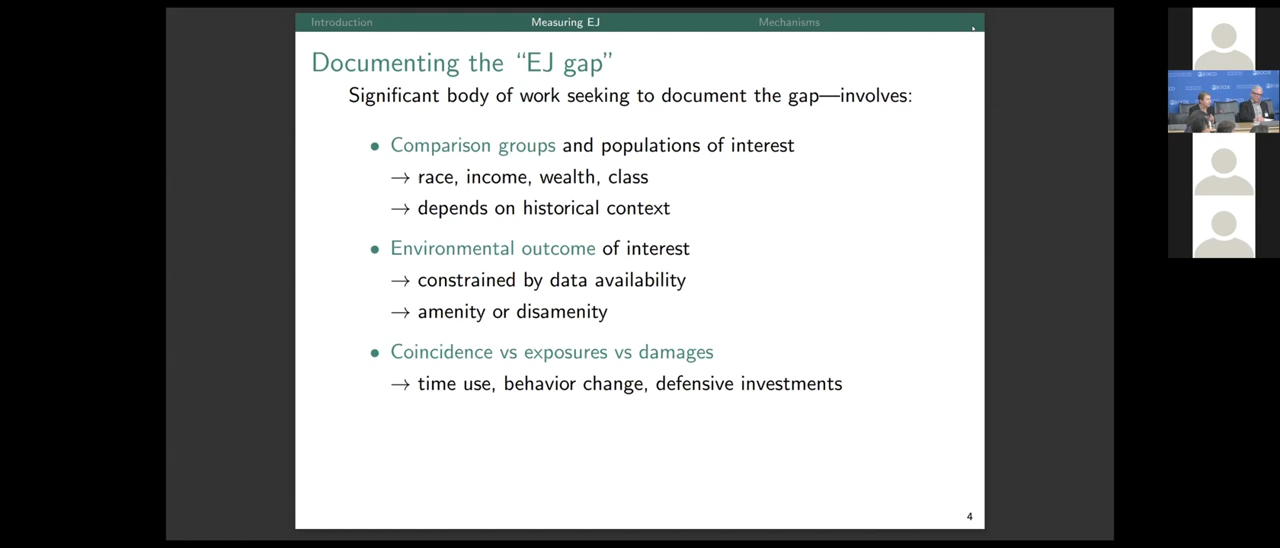 Introduction
Measuring EJ
Mechanisms
Documenting the “EJ gap”
Significant body of work seeking to document the gap—involves:
• Comparison groups and populations of interest
→ race, income, wealth, class
→ depends on historical context
• Environmental outcome of interest
→ constrained by data availability
→ amenity or disamenity
• Coincidence vs exposures vs damages
→ time use, behavior change, defensive investments
4